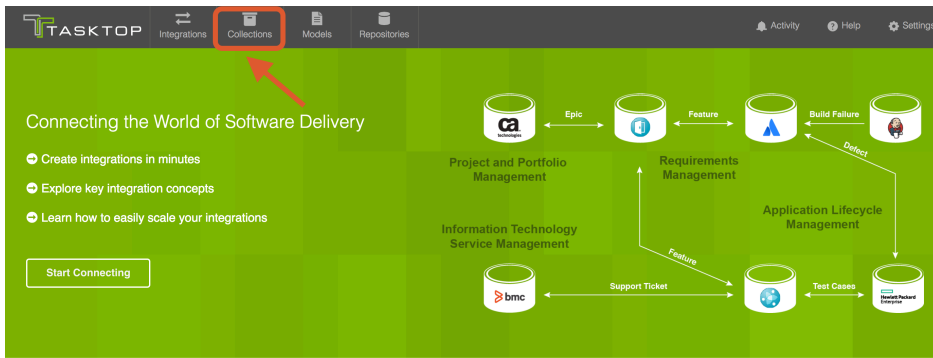 TASKTOP
Integrations
Collections
Models
Repositories
Activity
Help
Settings
Connecting the World of Software Delivery
Create integrations in minutes
Explore key integration concepts
Learn how to easily scale your integrations
Start Connecting
ca
technologies
Epic
Feature
Build Failure
Defect
Project and Portfolio
Management
Requirements
Management
Application Lifecycle
Management
Information Technology
Service Management
Feature
bmc
Support Ticket
Test Cases
Hewlett Packard
Enterprise